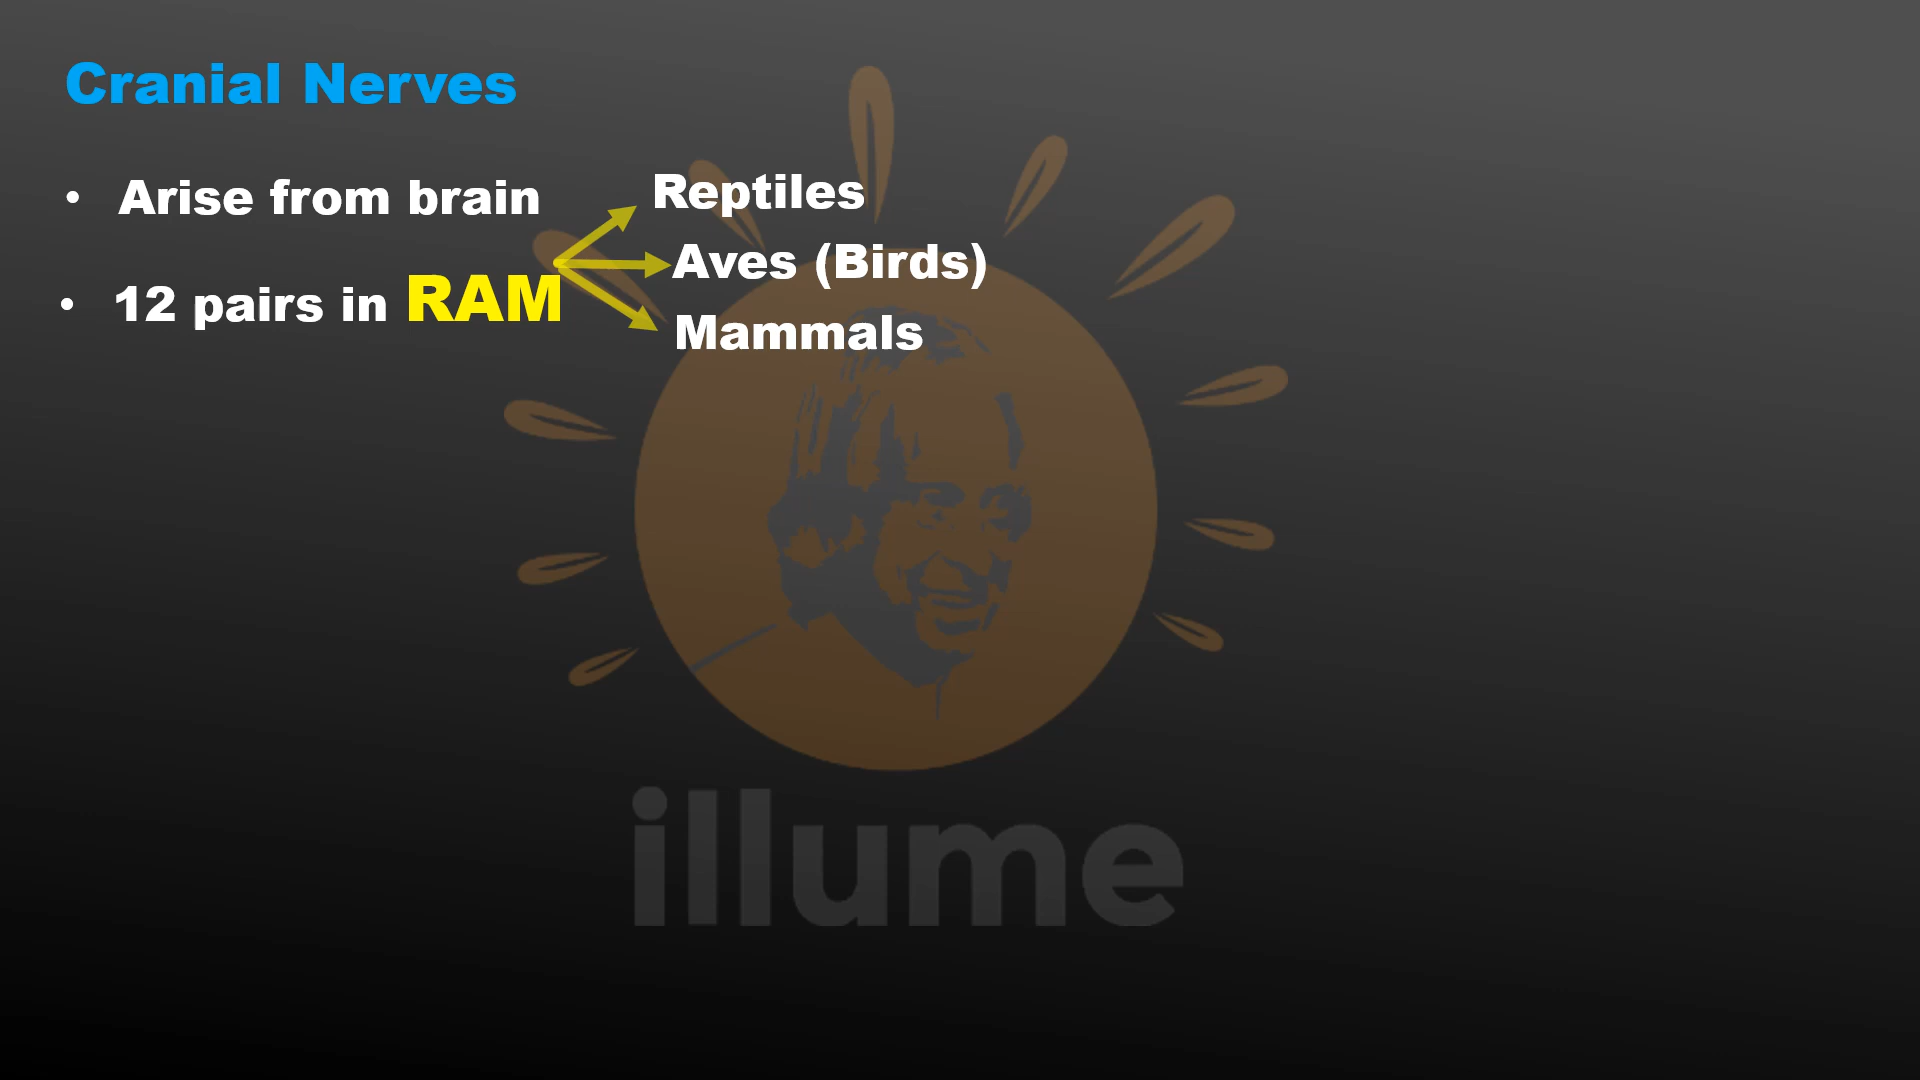 Cranial Nerves
• Arise from brain
• 12 pairs in RAM
Reptiles
Aves (Birds)
Mammals
illume